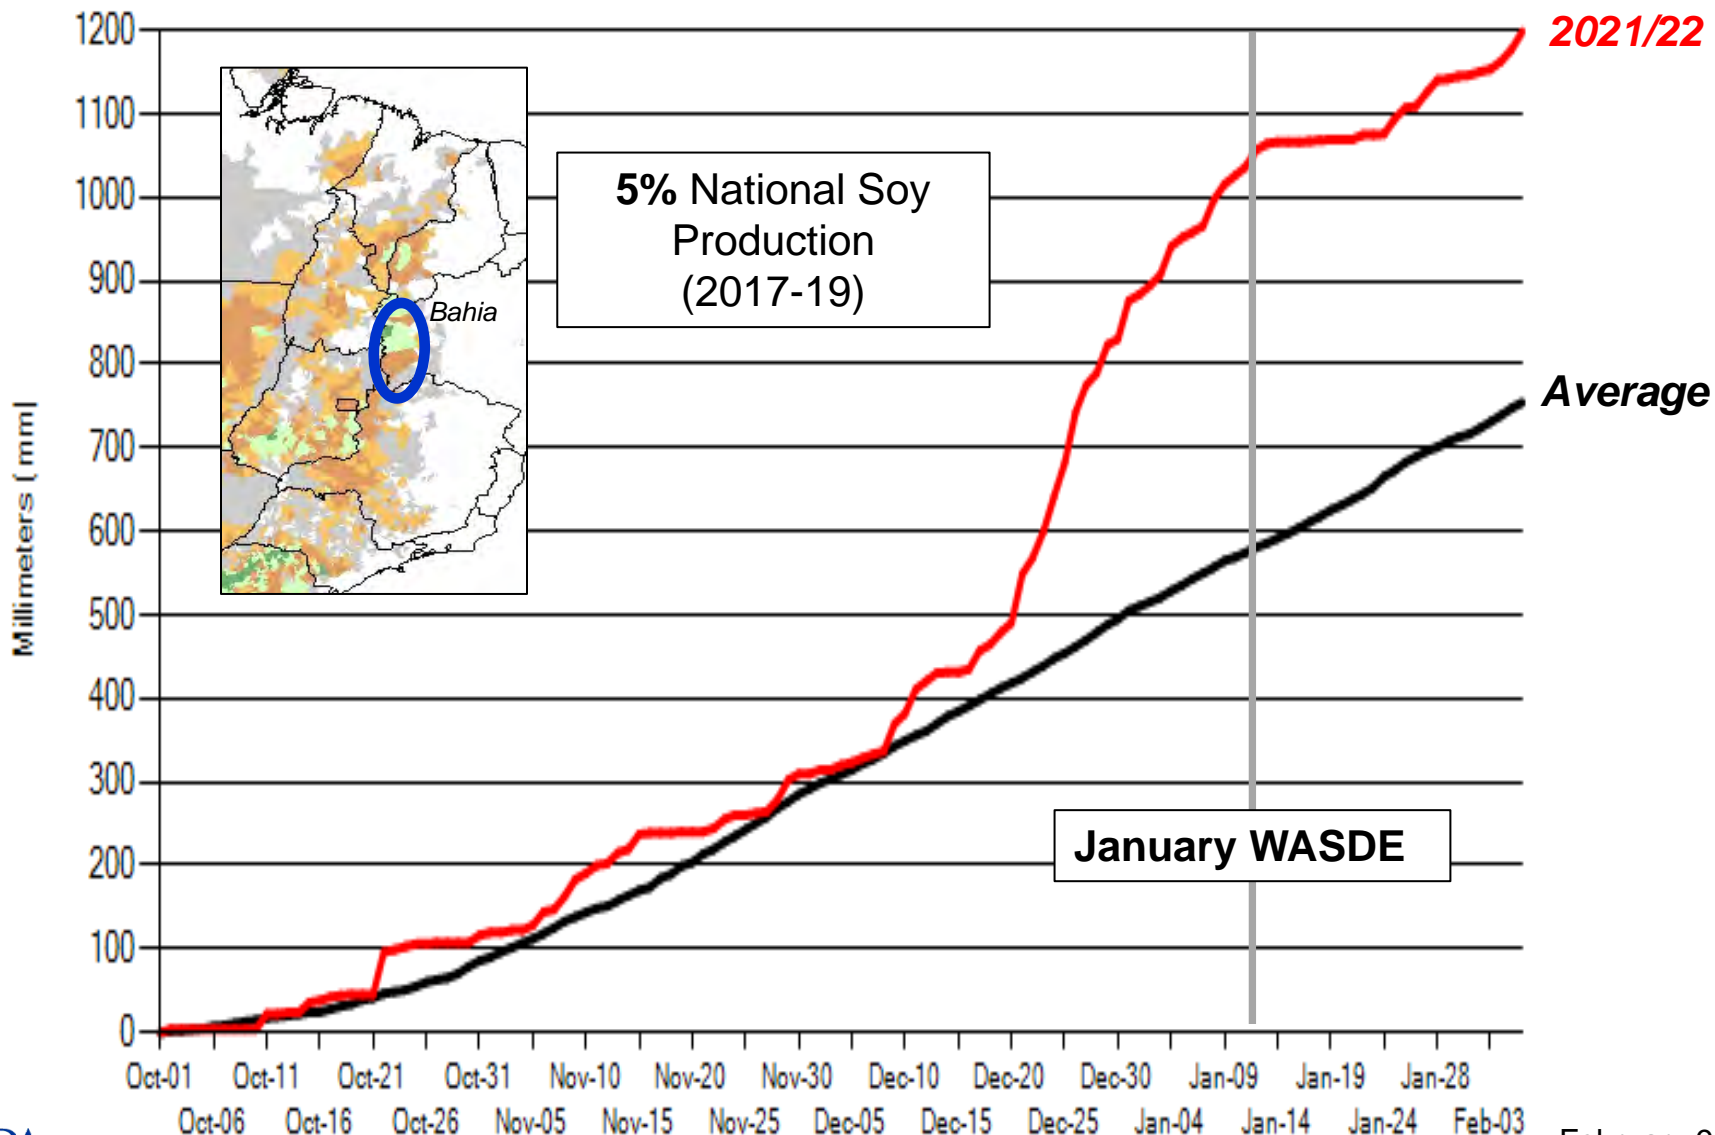 1200
1100
1000
900
800
700
600
500
400
300
200
100
0
Millimeters ( mm)
2021/22
Average
Bahia
5% National Soy
Production
(2017-19)
January WASDE
Oct-01 Oct-11 Oct-21 Oct-31 Nov-10 Nov-20 Nov-30 Dec-10 Dec-20 Dec-30 Jan-09 Jan-19 Jan-28
Oct-06 Oct-16 Oct-26 Nov-05 Nov-15 Nov-25 Dec-05 Dec-15 Dec-25 Jan-04 Jan-14 Jan-24 Feb-03